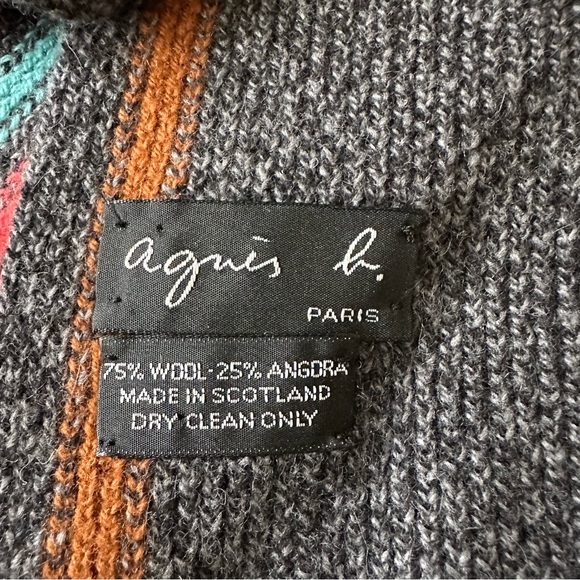 agnès b.
PARIS
75% WOOL-25% ANGORA
MADE IN SCOTLAND
DRY CLEAN ONLY